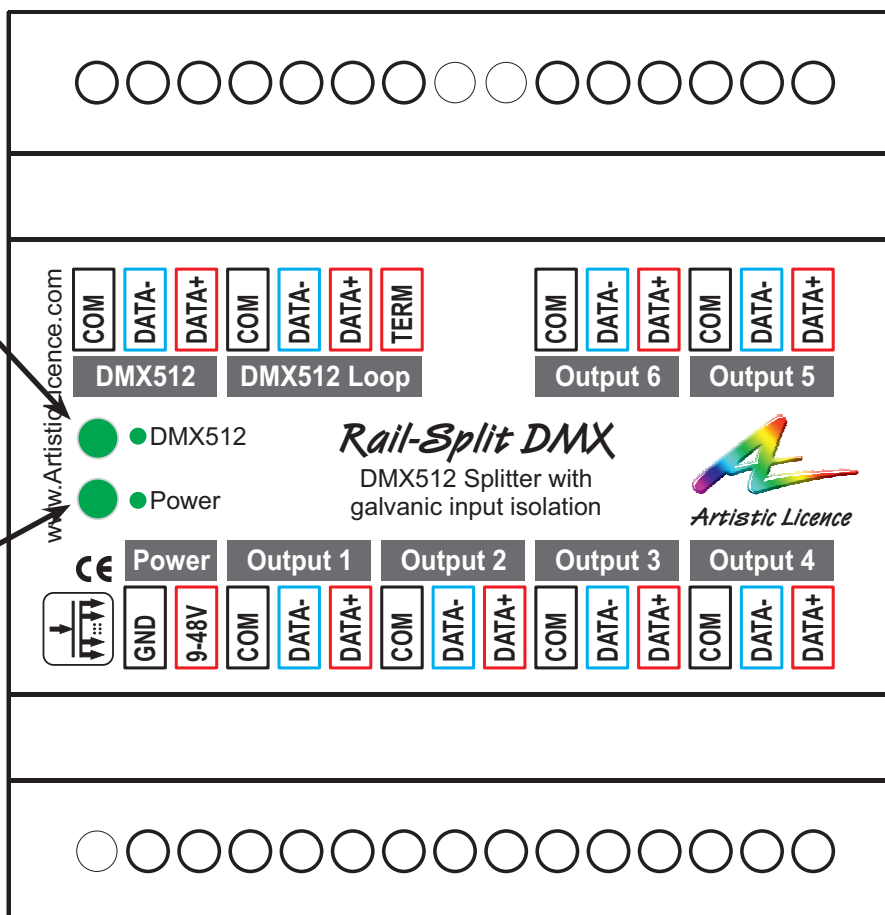 www.ArtisticLicence.com
COM DATA- DATA+ COM DATA- DATA+ TERM COM DATA- DATA+ COM DATA- DATA+
DMX512 DMX512 Loop Output 6 Output 5
DMX512
Power
Rail-Split DMX
DMX512 Splitter with
galvanic input isolation
Artistic Licence
CE Power Output 1 Output 2 Output 3 Output 4
GND 9-48V COM DATA- DATA+ COM DATA- DATA+ COM DATA- DATA+ COM DATA- DATA+